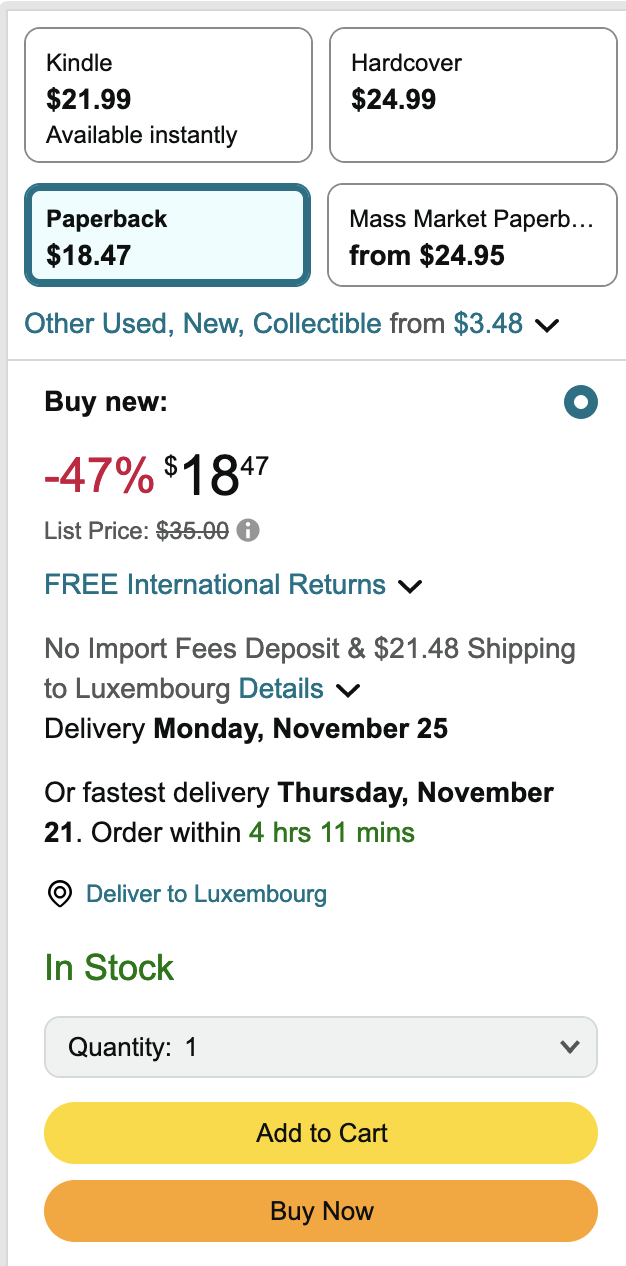 Kindle
$21.99
Available instantly
Hardcover
$24.99
Paperback
$18.47
Mass Market Paperb…
from $24.95
Other Used, New, Collectible from $3.48
Buy new:
-47% $1847
List Price: $35.00
FREE International Returns
No Import Fees Deposit & $21.48 Shipping
to Luxembourg Details
Delivery Monday, November 25
Or fastest delivery Thursday, November
21. Order within 4 hrs 11 mins
Deliver to Luxembourg
In Stock
Quantity: 1
Add to Cart
Buy Now